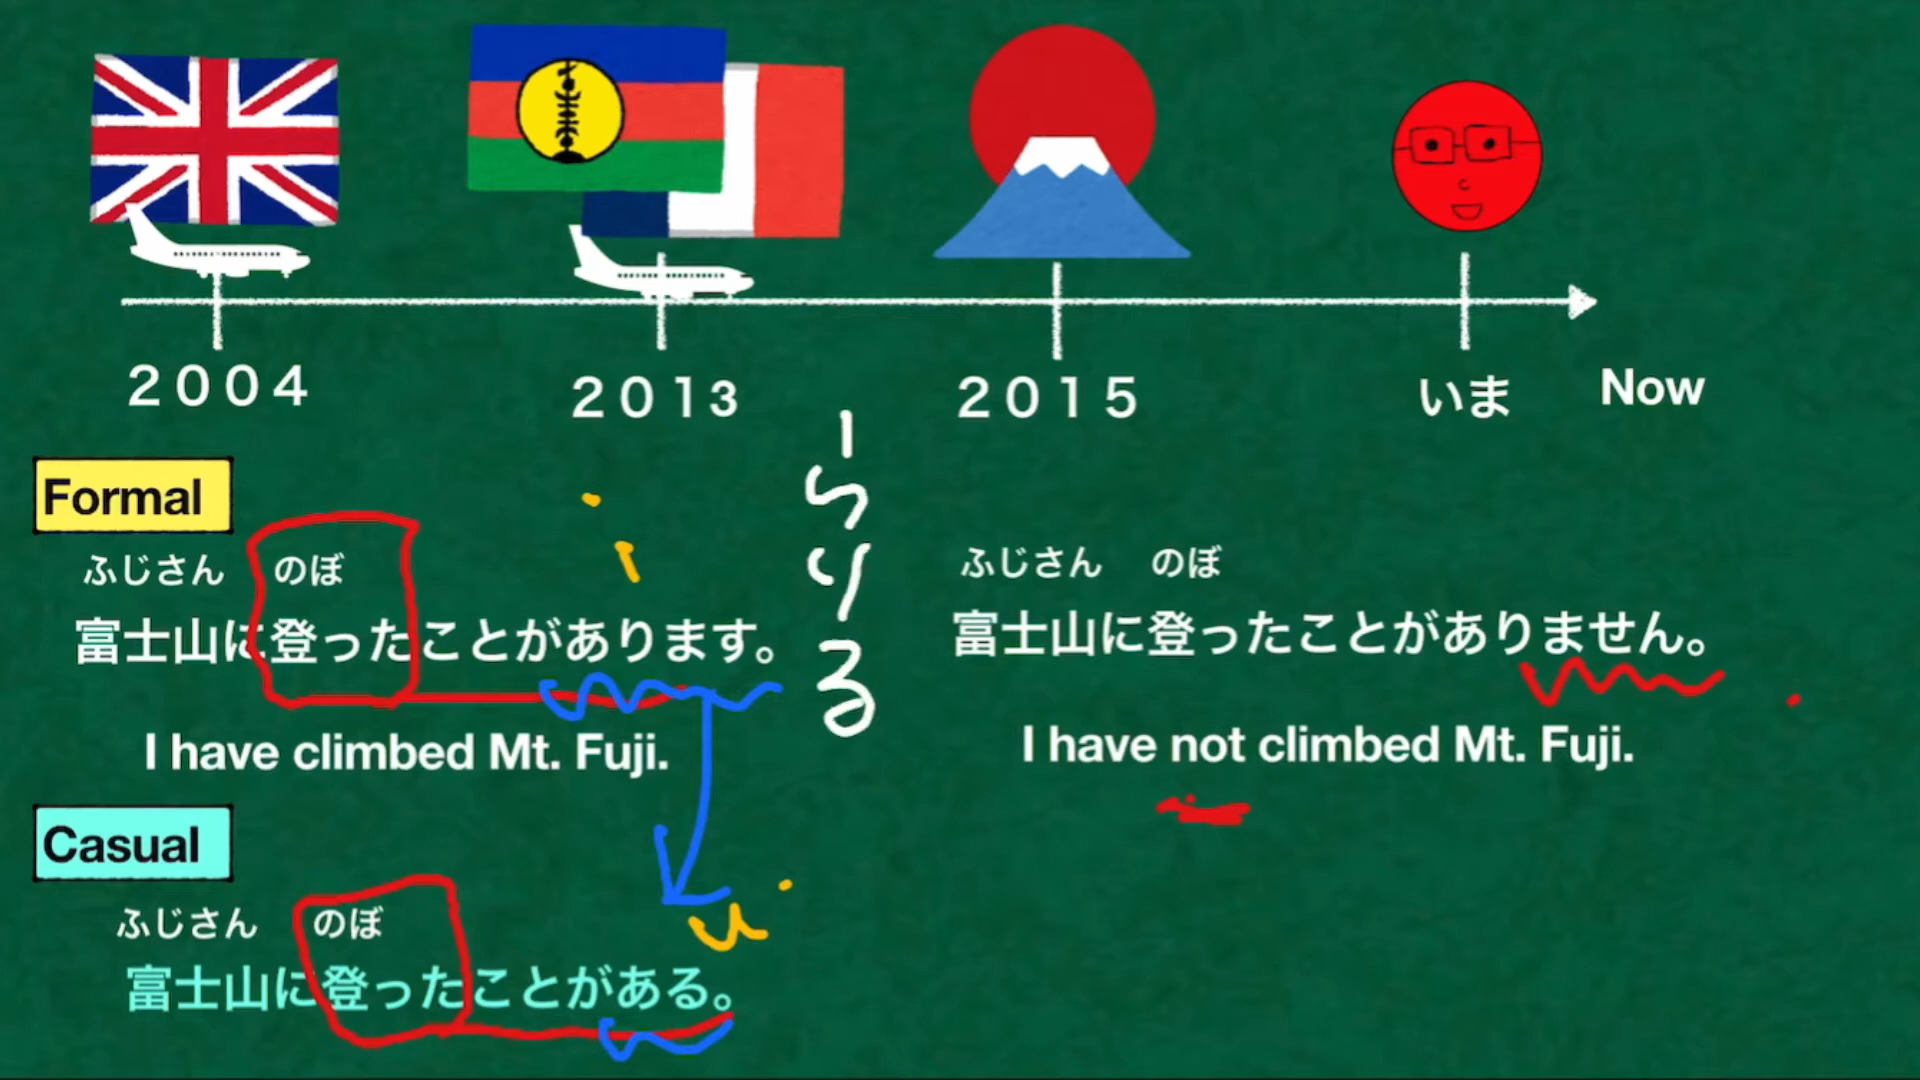 2004
2013
2015
いま
Now
Formal
ふじさん のぼ
富士山に登ったことがあります。
I have climbed Mt. Fuji.
Casual
ふじさん のぼ
富士山に登ったことがある。
i
u
ふじさん のぼ
富士山に登ったことがありません。
I have not climbed Mt. Fuji.